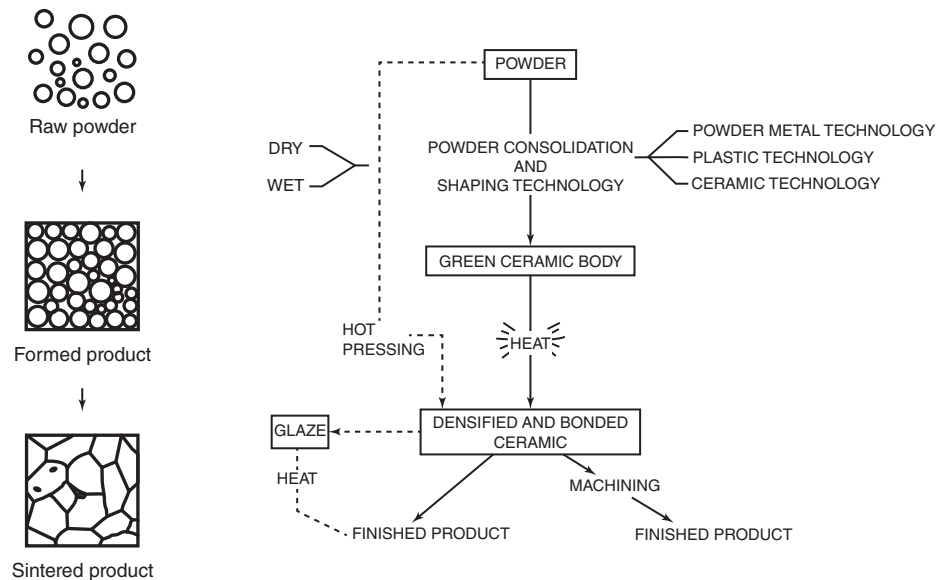 Raw powder
Formed product
Sintered product
POWDER
DRY
WET
POWDER CONSOLIDATION
AND
SHAPING TECHNOLOGY
POWDER METAL TECHNOLOGY
PLASTIC TECHNOLOGY
CERAMIC TECHNOLOGY
GREEN CERAMIC BODY
HOT
PRESSING
HEAT
GLAZE
DENSIFIED AND BONDED
CERAMIC
HEAT
MACHINING
FINISHED PRODUCT
FINISHED PRODUCT